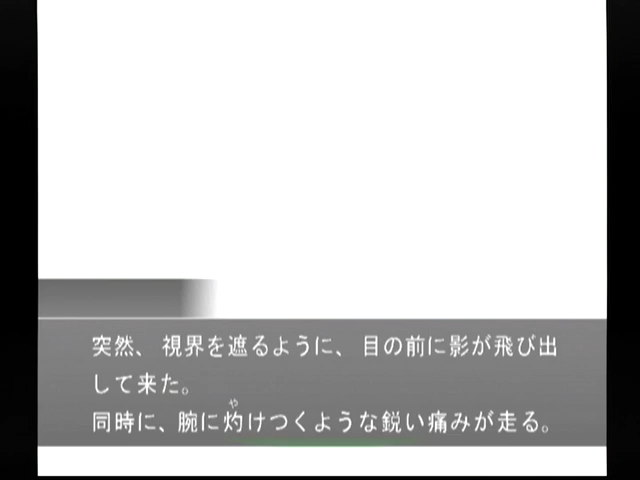 突然、視界を遮るように、目の前に影が飛び出
して来た。
や
同時に、腕に灼けつくような鋭い痛みが走る。